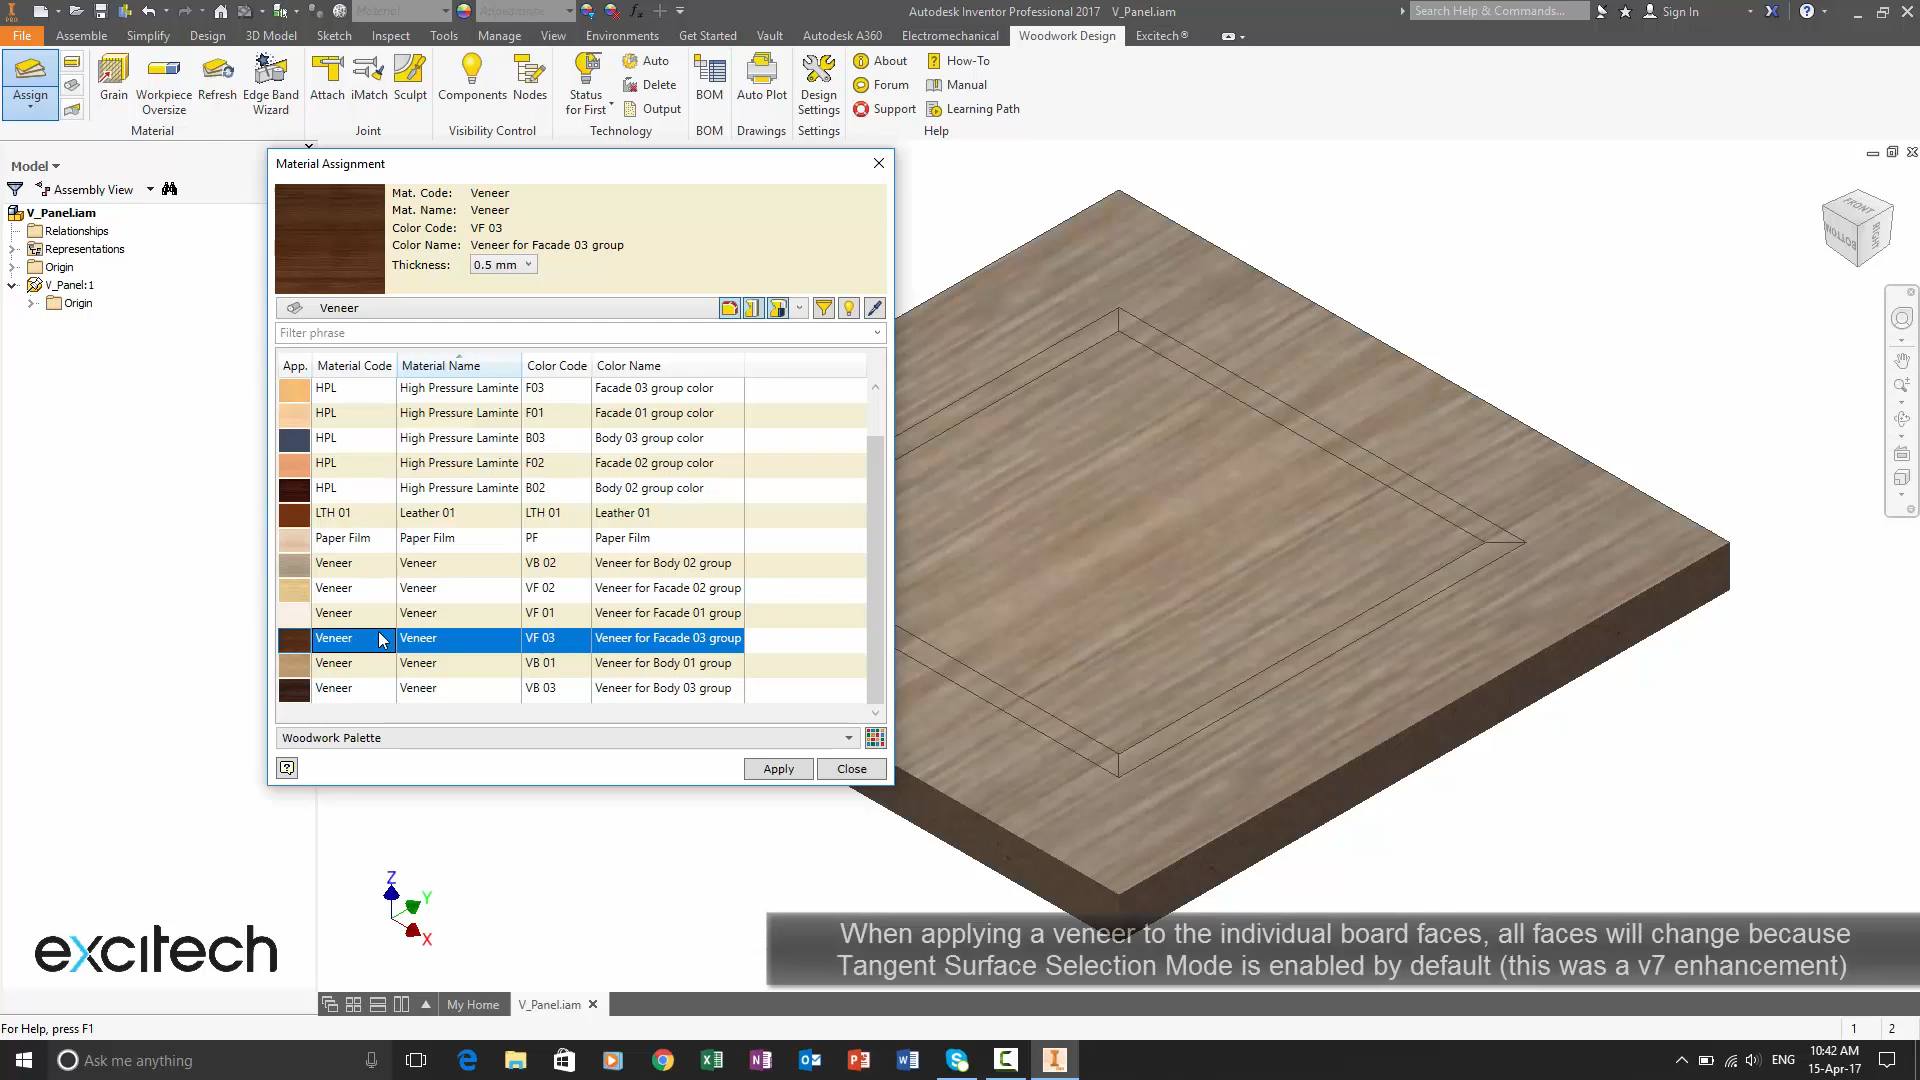 Material
Appearance
Autodesk Inventor Professional 2017 V_Panel.iam
Search Help & Commands...
Sign In
File Assemble Simplify Design 3D Model Sketch Inspect Tools Manage View Environments Get Started Vault Autodesk A360 Electromechanical Woodwork Design Excitech®
Assign
Grain
Workpiece
Oversize
Refresh
Edge Band
Wizard
Attach
iMatch
Sculpt
Components
Nodes
Status
for First
Auto
Delete
Output
BOM
Auto Plot
Design
Settings
About
Forum
Support
How-To
Manual
Learning Path
Material Joint Visibility Control Technology BOM Drawings Settings Help
Model
Assembly View
V_Panel.iam
Relationships
Representations
Origin
V_Panel:1
Origin
Material Assignment
Mat. Code: Veneer
Mat. Name: Veneer
Color Code: VF 03
Color Name: Veneer for Facade 03 group
Thickness: 0.5 mm
Veneer
Filter phrase
App. Material Code Material Name Color Code Color Name
HPL High Pressure Laminte F03 Facade 03 group color
HPL High Pressure Laminte F01 Facade 01 group color
HPL High Pressure Laminte B03 Body 03 group color
HPL High Pressure Laminte F02 Facade 02 group color
HPL High Pressure Laminte B02 Body 02 group color
LTH 01 Leather 01 LTH 01 Leather 01
Paper Film Paper Film PF Paper Film
Veneer Veneer VB 02 Veneer for Body 02 group
Veneer Veneer VF 02 Veneer for Facade 02 group
Veneer Veneer VF 01 Veneer for Facade 01 group
Veneer Veneer VF 03 Veneer for Facade 03 group
Veneer Veneer VB 01 Veneer for Body 01 group
Veneer Veneer VB 03 Veneer for Body 03 group
Woodwork Palette
Apply Close
FRONT
RIGHT
BOTTOM
Z
Y
X
excitech
When applying a veneer to the individual board faces, all faces will change because
Tangent Surface Selection Mode is enabled by default (this was a v7 enhancement)
My Home V_Panel.iam
For Help, press F1
1 2
Ask me anything
ENG
10:42 AM
15-Apr-17